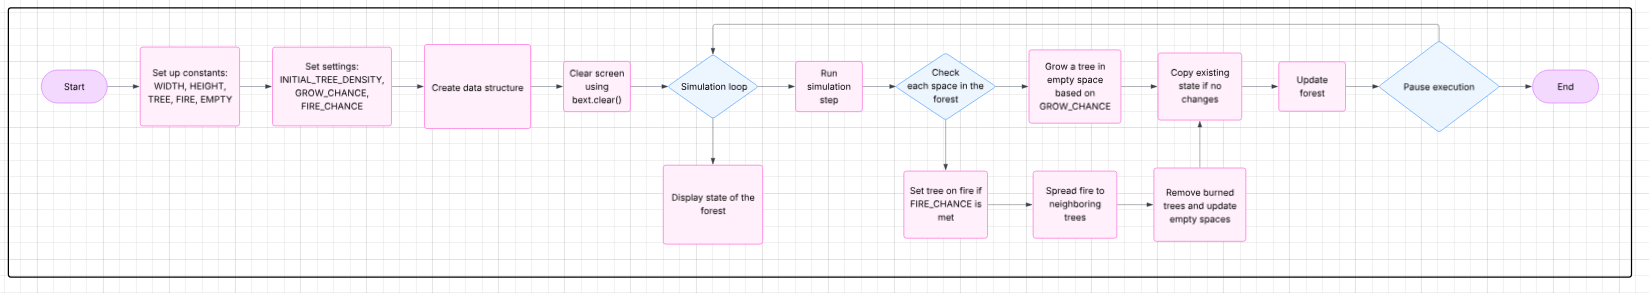 Start
Set up constants:
WIDTH, HEIGHT,
TREE, FIRE, EMPTY
Set settings:
INITIAL_TREE_DENSITY,
GROW_CHANCE,
FIRE_CHANCE
Create data structure
Clear screen
using
bext.clear()
Simulation loop
Run
simulation
step
Check
each space in the
forest
Grow a tree in
empty space
based on
GROW_CHANCE
Copy existing
state if no
changes
Update
forest
Pause execution
End
Display state of the
forest
Set tree on fire if
FIRE_CHANCE is
met
Spread fire to
neighboring
trees
Remove burned
trees and update
empty spaces